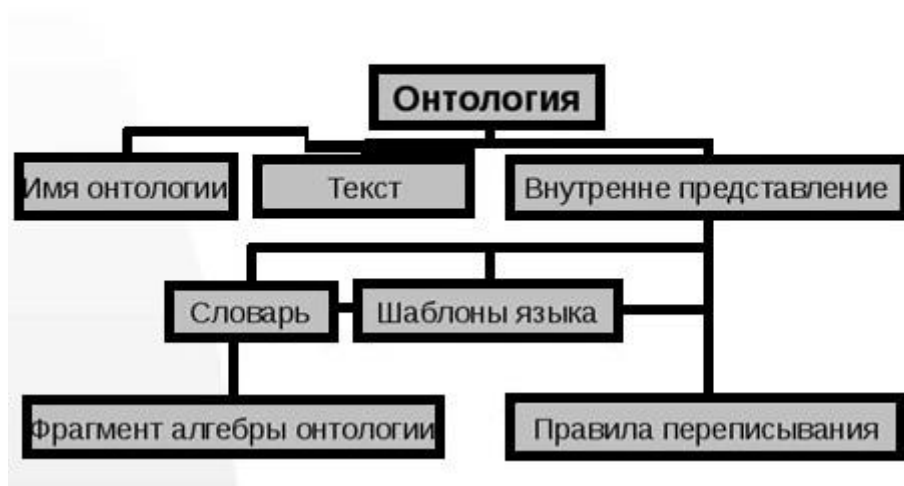 Онтология
Имя онтологии
Текст
Внутренне представление
Словарь
Шаблоны языка
Фрагмент алгебры онтологии
Правила переписывания